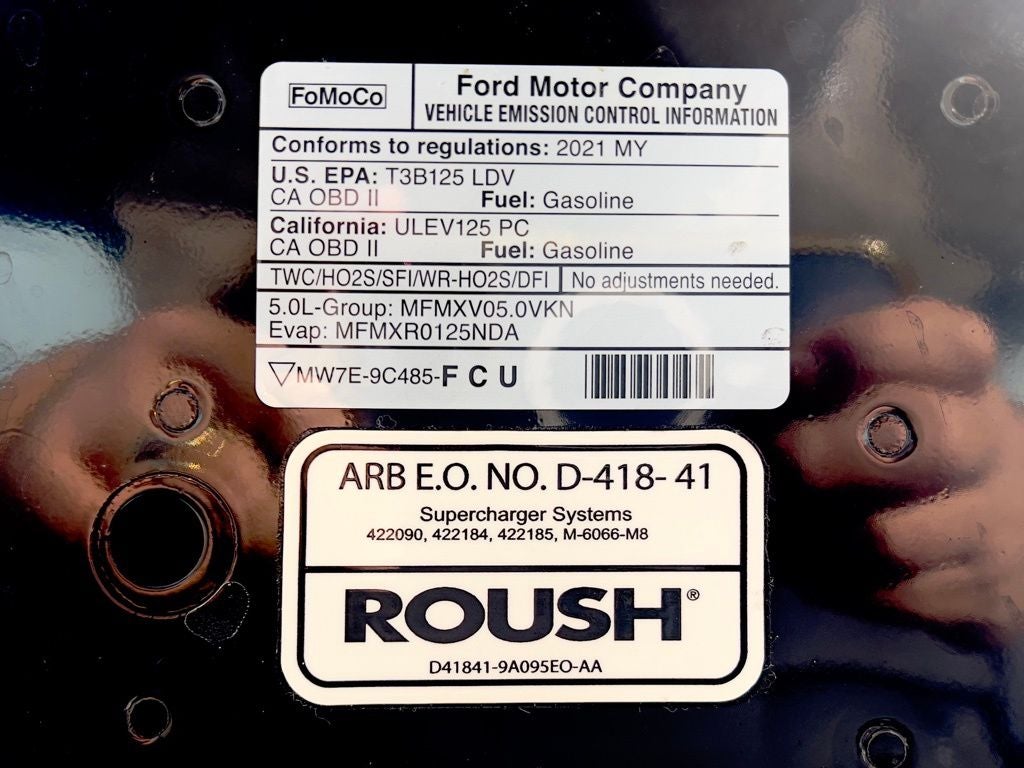 FoMoCo
Ford Motor Company
VEHICLE EMISSION CONTROL INFORMATION
Conforms to regulations: 2021 MY
U.S. EPA: T3B125 LDV
CA OBD II Fuel: Gasoline
California: ULEV125 PC
CA OBD II Fuel: Gasoline
TWC/HO2S/SFI/WR-HO2S/DFI No adjustments needed.
5.0L-Group: MFMXV05.0VKN
Evap: MFMXR0125NDA
MW7E-9C485-F C U
ARB E.O. NO. D-418- 41
Supercharger Systems
422090, 422184, 422185, M-6066-M8
ROUSH®
D41841-9A095EO-AA